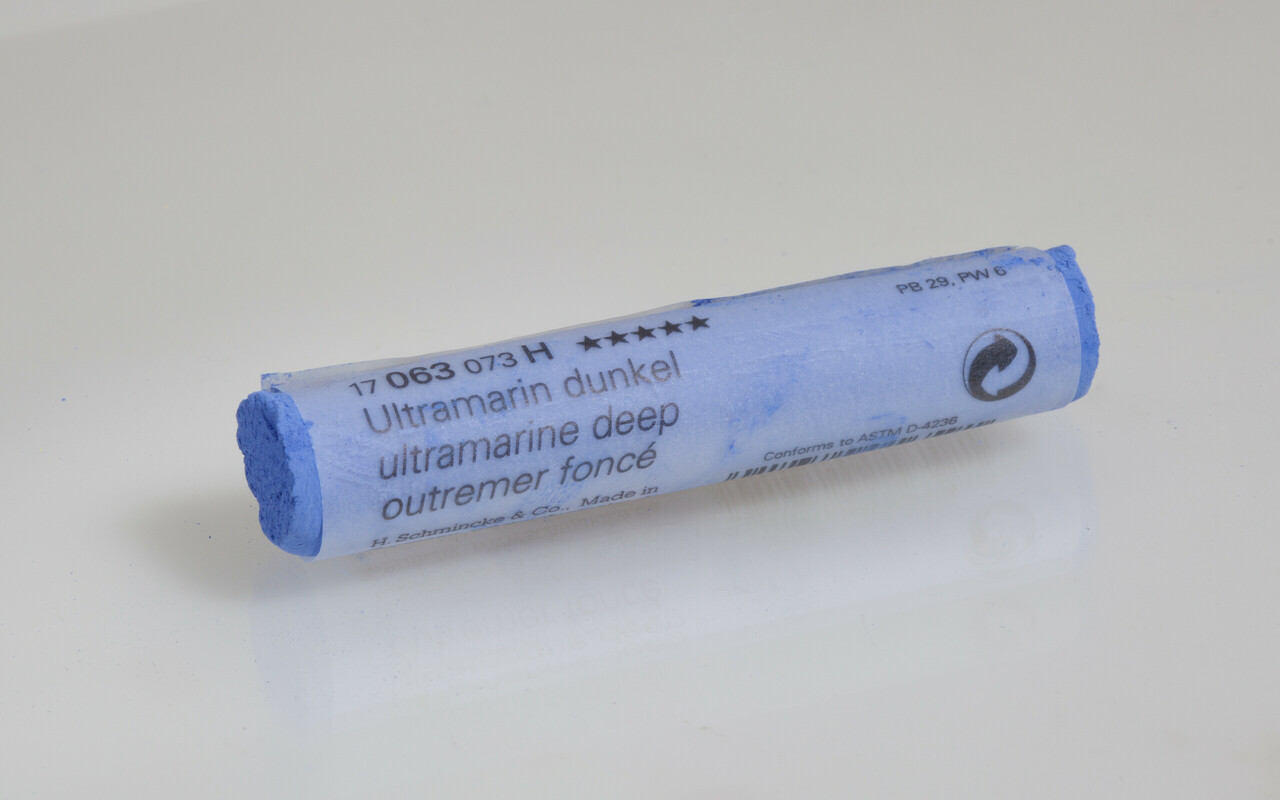 17 063 073 H ★★★★★
Ultramarin dunkel
ultramarine deep
outremer foncé
H. Schmincke & Co., Made in
PB 29, PW 6
Conforms to ASTM D-4236